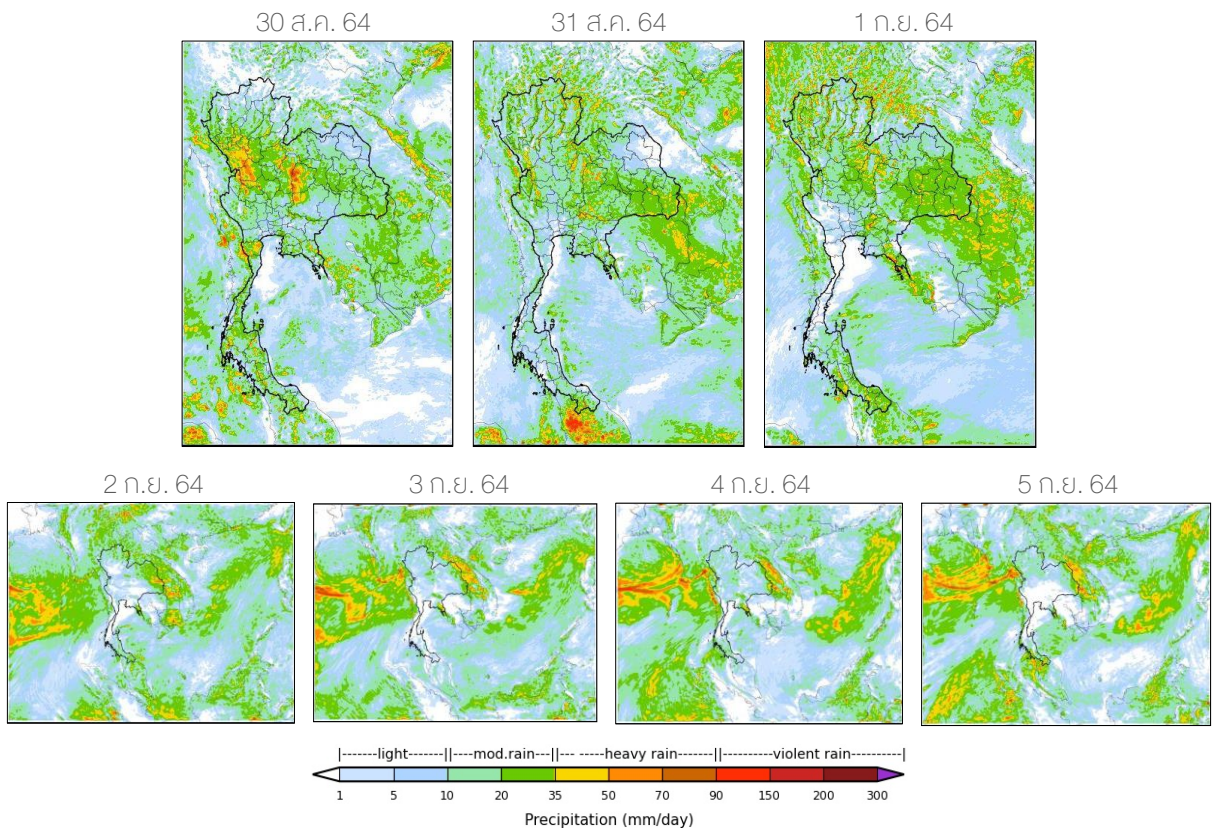 30 ส.ค. 64
31 ส.ค. 64
1 ก.ย. 64
2 ก.ย. 64
3 ก.ย. 64
4 ก.ย. 64
5 ก.ย. 64
|-------light-------||----mod.rain---||--- -----heavy rain-------||---------violent rain----------|
1 5 10 20 35 50 70 90 150 200 300
Precipitation (mm/day)